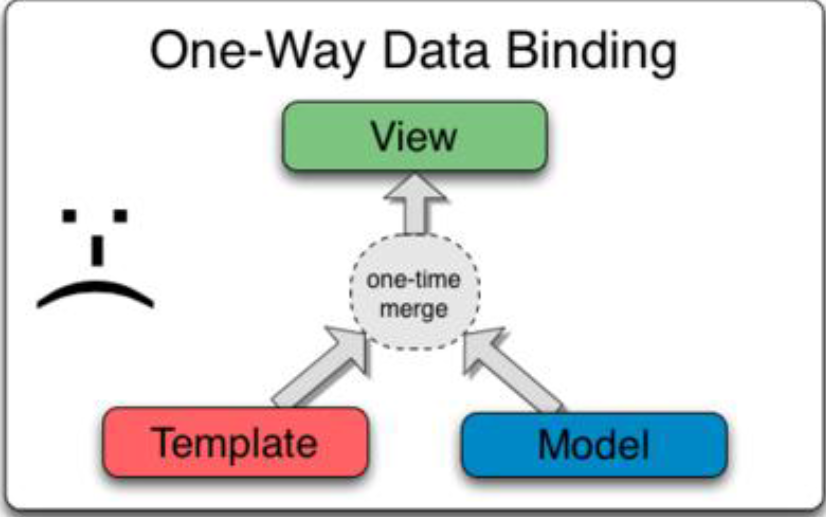 One-Way Data Binding
View
one-time
merge
Template
Model